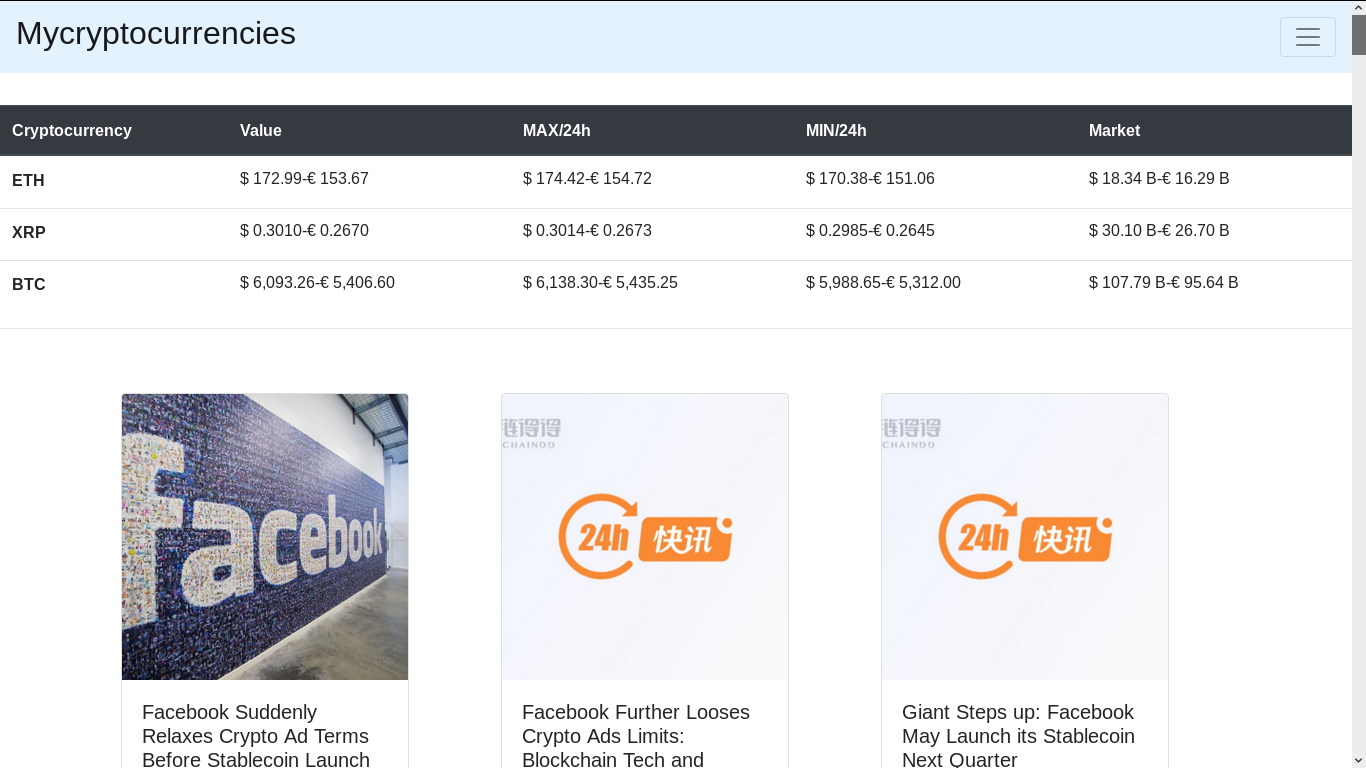 Mycryptocurrencies
Cryptocurrency Value MAX/24h MIN/24h Market
ETH $ 172.99-€ 153.67 $ 174.42-€ 154.72 $ 170.38-€ 151.06 $ 18.34 B-€ 16.29 B
XRP $ 0.3010-€ 0.2670 $ 0.3014-€ 0.2673 $ 0.2985-€ 0.2645 $ 30.10 B-€ 26.70 B
BTC $ 6,093.26-€ 5,406.60 $ 6,138.30-€ 5,435.25 $ 5,988.65-€ 5,312.00 $ 107.79 B-€ 95.64 B
facebook
Facebook Suddenly
Relaxes Crypto Ad Terms
Before Stablecoin Launch
链得得
CHAINDD
24h 快讯
Facebook Further Looses
Crypto Ads Limits:
Blockchain Tech and
链得得
CHAINDD
24h 快讯
Giant Steps up: Facebook
May Launch its Stablecoin
Next Quarter